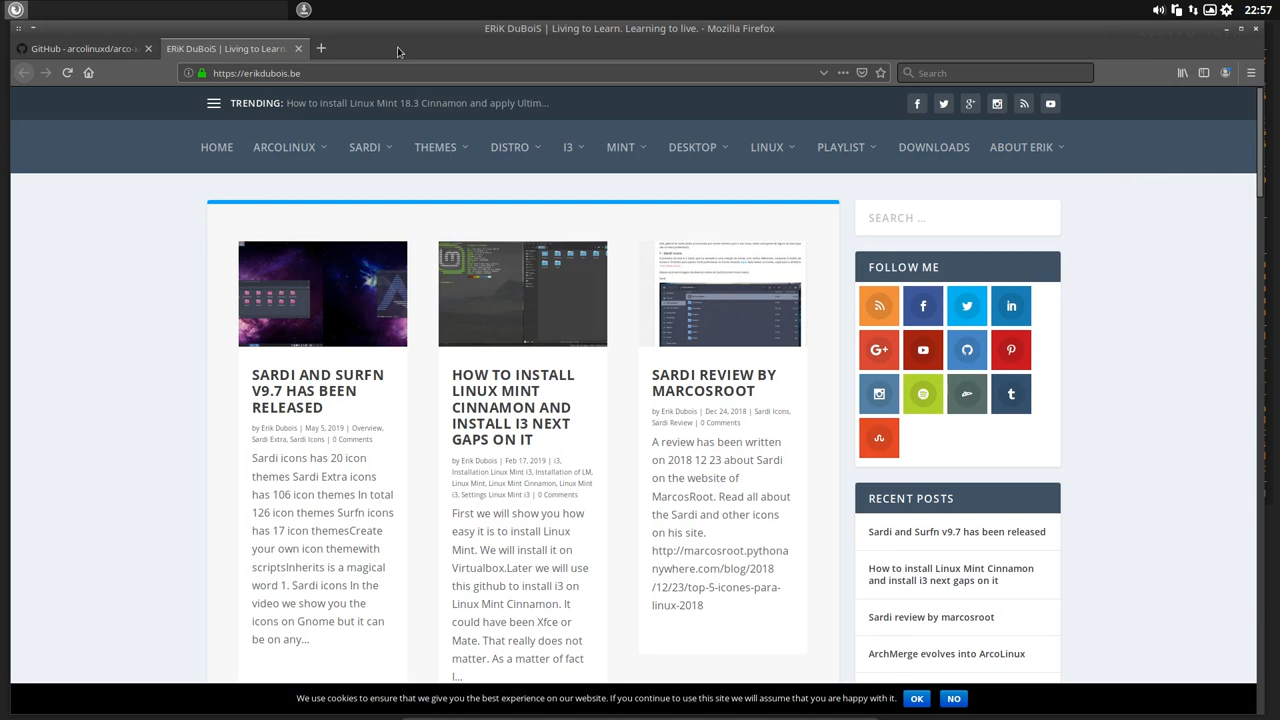 22:57
ERiK DuBoiS | Living to Learn. Learning to live. - Mozilla Firefox
GitHub - arcolinuxd/arco-x
ERiK DuBoiS | Living to Learn.
https://erikdubois.be
Search
TRENDING: How to install Linux Mint 18.3 Cinnamon and apply Ultim...
HOME ARCOLINUX SARDI THEMES DISTRO I3 MINT DESKTOP LINUX PLAYLIST DOWNLOADS ABOUT ERIK
SARDI AND SURFN
V9.7 HAS BEEN
RELEASED
by Erik Dubois | May 5, 2019 | Overview,
Sardi Extra, Sardi Icons | 0 Comments
Sardi icons has 20 icon
themes Sardi Extra icons
has 106 icon themes In total
126 icon themes Surfn icons
has 17 icon themesCreate
your own icon themewith
scriptsInherits is a magical
word 1. Sardi icons In the
video we show you the
icons on Gnome but it can
be on any...
HOW TO INSTALL
LINUX MINT
CINNAMON AND
INSTALL I3 NEXT
GAPS ON IT
by Erik Dubois | Feb 17, 2019 | i3,
Installation Linux Mint i3, Installation of LM,
Linux Mint, Linux Mint Cinnamon, Linux Mint
i3, Settings Linux Mint i3 | 0 Comments
First we will show you how
easy it is to install Linux
Mint. We will install it on
Virtualbox.Later we will use
this github to install i3 on
Linux Mint Cinnamon. It
could have been Xfce or
Mate. That really does not
matter. As a matter of fact
I...
SARDI REVIEW BY
MARCOSROOT
by Erik Dubois | Dec 24, 2018 | Sardi Icons,
Sardi Review | 0 Comments
A review has been written
on 2018 12 23 about Sardi
on the website of
MarcosRoot. Read all about
the Sardi and other icons
on his site.
http://marcosroot.pythona
nywhere.com/blog/2018
/12/23/top-5-icones-para-
linux-2018
SEARCH ...
FOLLOW ME
RECENT POSTS
Sardi and Surfn v9.7 has been released
How to install Linux Mint Cinnamon
and install i3 next gaps on it
Sardi review by marcosroot
ArchMerge evolves into ArcoLinux
We use cookies to ensure that we give you the best experience on our website. If you continue to use this site we will assume that you are happy with it.
OK
NO